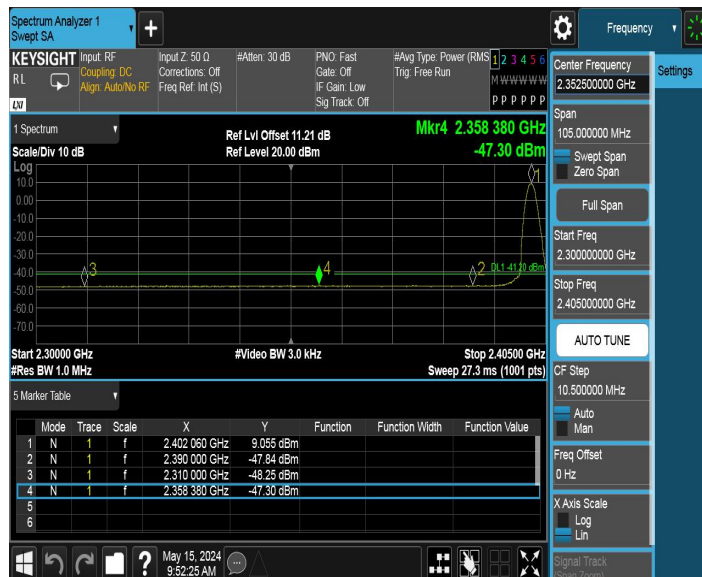 Spectrum Analyzer 1
Swept SA
+
Frequency
KEYSIGHT
RL
LXI
Input: RF
Coupling: DC
Align: Auto/No RF
Input Z: 50 Ω
Corrections: Off
Freq Ref: Int (S)
#Atten: 30 dB
PNO: Fast
Gate: Off
IF Gain: Low
Sig Track: Off
#Avg Type: Power (RMS
Trig: Free Run
1 2 3 4 5 6
M W W W W W
P P P P P P
Center Frequency
2.352500000 GHz
Settings
Span
105.000000 MHz
Swept Span
Zero Span
Full Span
Start Freq
2.300000000 GHz
Stop Freq
2.405000000 GHz
AUTO TUNE
CF Step
10.500000 MHz
Auto
Man
Freq Offset
0 Hz
X Axis Scale
Log
Lin
Signal Track
(Span Zoom)
1 Spectrum
Scale/Div 10 dB
Ref Lvl Offset 11.21 dB
Ref Level 20.00 dBm
Mkr4 2.358 380 GHz
-47.30 dBm
Log
10.0
0.00
-10.0
-20.0
-30.0
-40.0
-50.0
-60.0
-70.0
1
3
4
2
DL1 -41.20 dBm
Start 2.30000 GHz
#Res BW 1.0 MHz
#Video BW 3.0 kHz
Stop 2.40500 GHz
Sweep 27.3 ms (1001 pts)
5 Marker Table
Mode Trace Scale X Y Function Function Width Function Value
1 N 1 f 2.402 060 GHz 9.055 dBm
2 N 1 f 2.390 000 GHz -47.84 dBm
3 N 1 f 2.310 000 GHz -48.25 dBm
4 N 1 f 2.358 380 GHz -47.30 dBm
5
6
?
May 15, 2024
9:52:25 AM